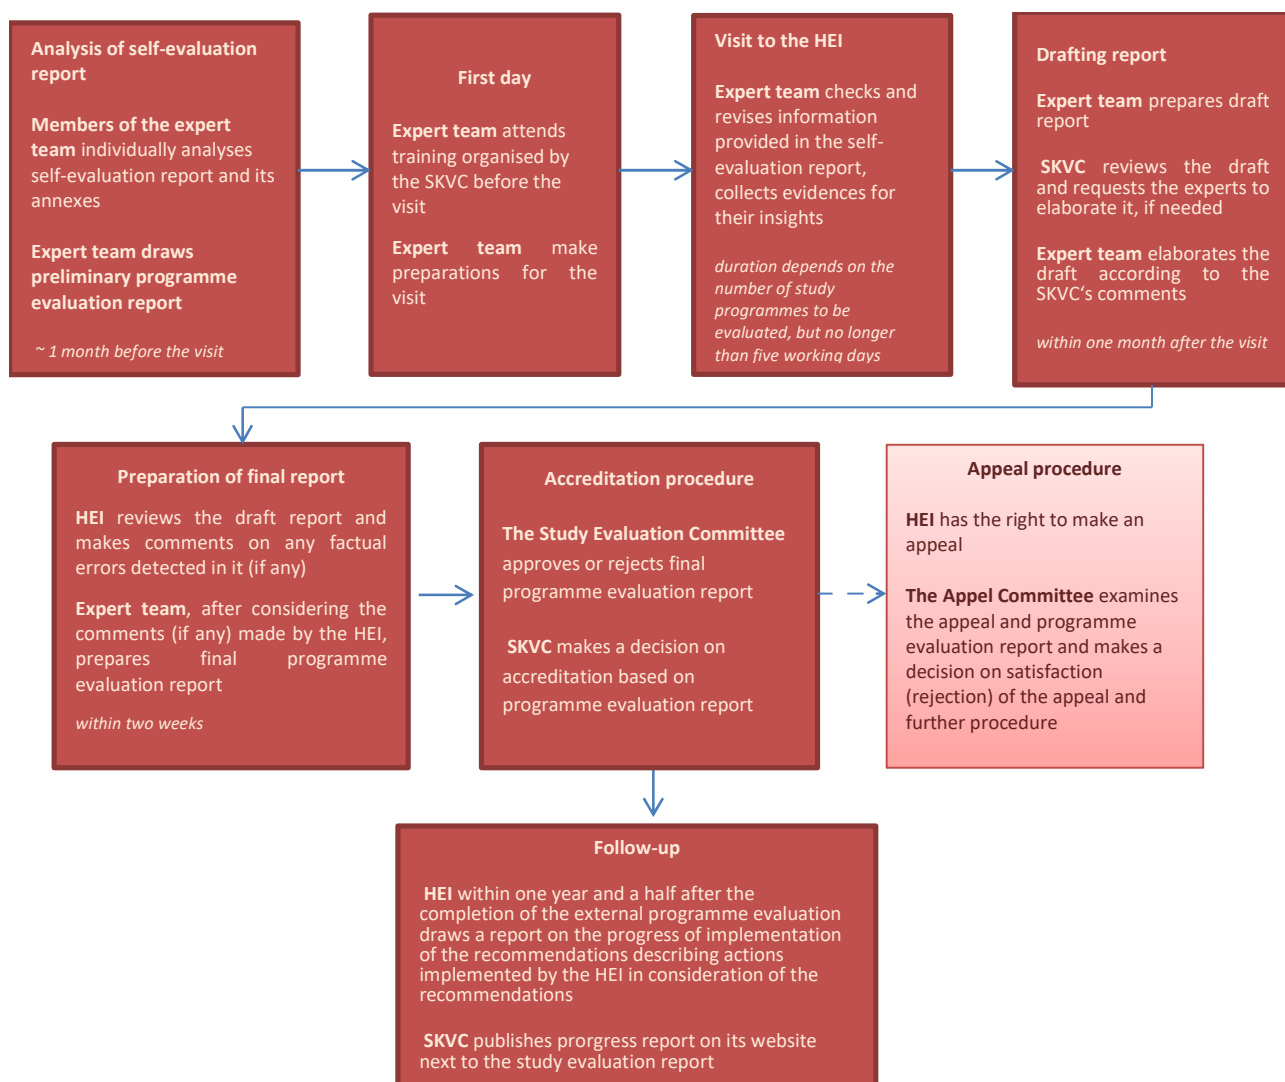 Analysis of self-evaluation
report
Members of the expert
team individually analyses
self-evaluation report and its
annexes
Expert team draws
preliminary programme
evaluation report
~ 1 month before the visit
First day
Expert team attends
training organised by
the SKVC before the
visit
Expert team make
preparations for the
visit
Visit to the HEI
Expert team checks and
revises information
provided in the self-
evaluation report,
collects evidences for
their insights
duration depends on the
number of study
programmes to be
evaluated, but no longer
than five working days
Drafting report
Expert team prepares draft
report
SKVC reviews the draft
and requests the experts to
elaborate it, if needed
Expert team elaborates the
draft according to the
SKVC‘s comments
within one month after the visit
Preparation of final report
HEI reviews the draft report and
makes comments on any factual
errors detected in it (if any)
Expert team, after considering the
comments (if any) made by the HEI,
prepares final programme
evaluation report
within two weeks
Accreditation procedure
The Study Evaluation Committee
approves or rejects final
programme evaluation report
SKVC makes a decision on
accreditation based on
programme evaluation report
Appeal procedure
HEI has the right to make an
appeal
The Appel Committee examines
the appeal and programme
evaluation report and makes a
decision on satisfaction
(rejection) of the appeal and
further procedure
Follow-up
HEI within one year and a half after the
completion of the external programme evaluation
draws a report on the progress of implementation
of the recommendations describing actions
implemented by the HEI in consideration of the
recommendations
SKVC publishes prorgress report on its website
next to the study evaluation report